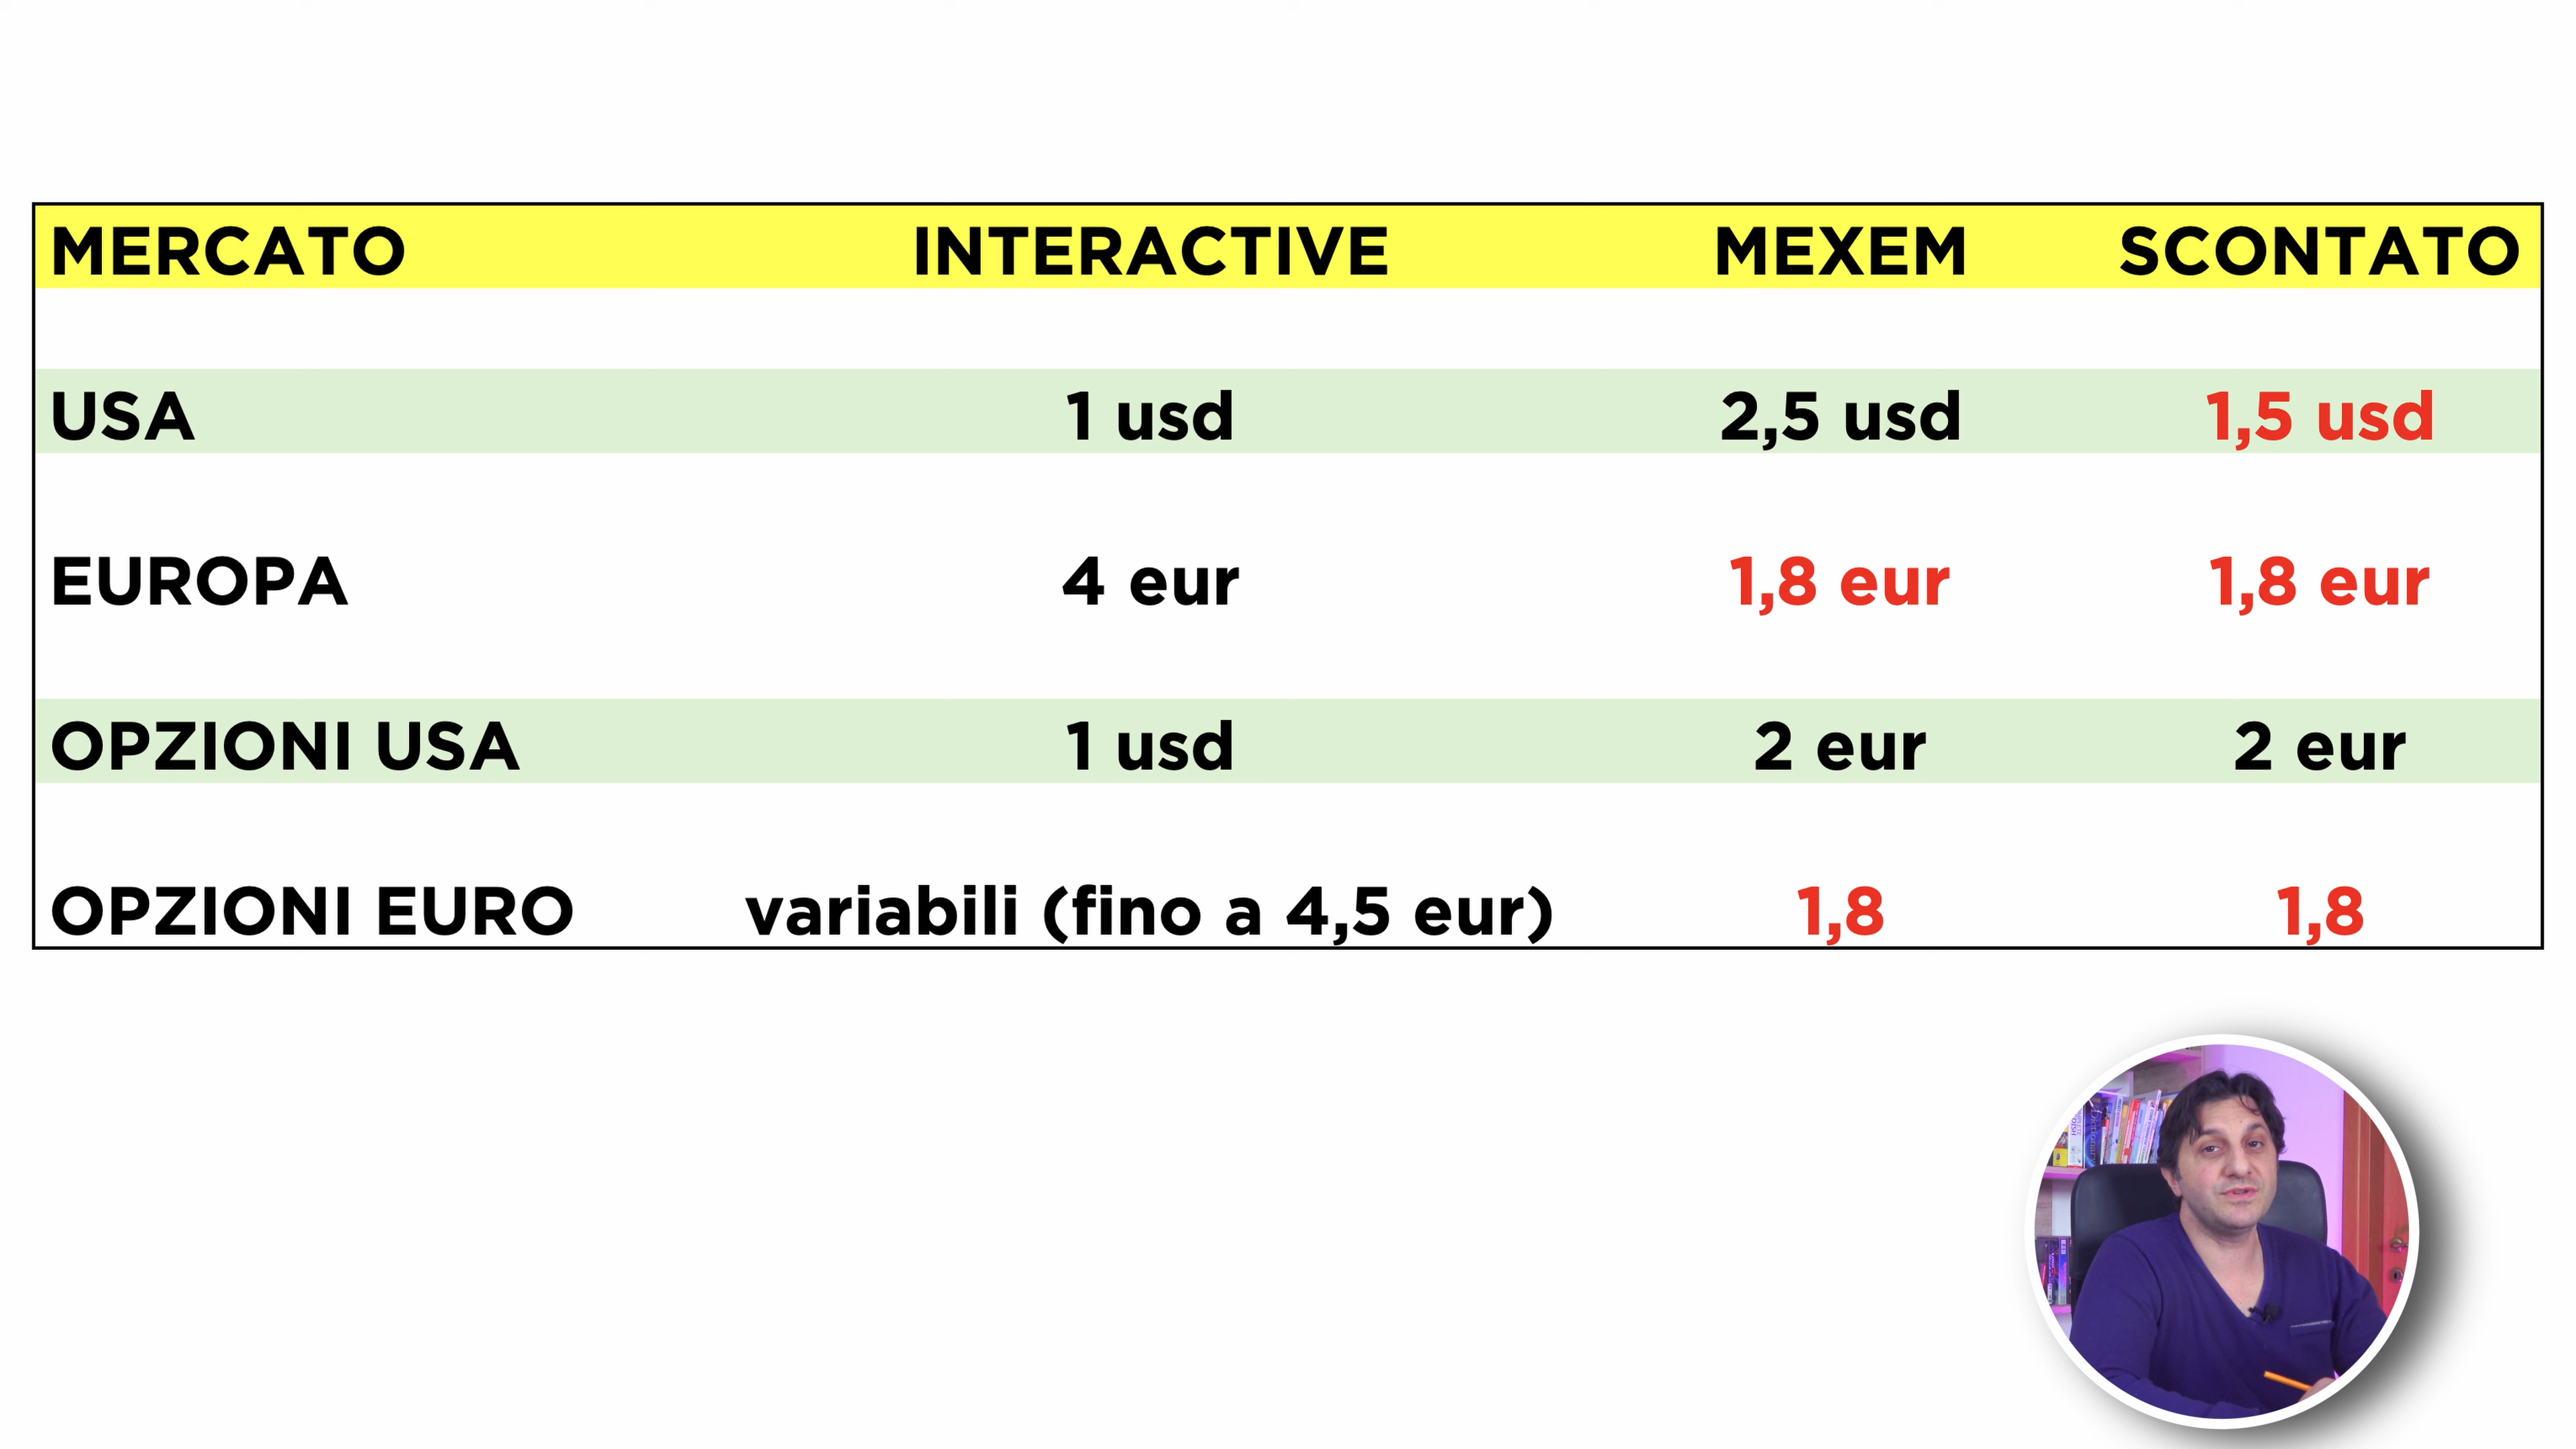 MERCATO INTERACTIVE MEXEM SCONTATO
USA 1 usd 2,5 usd 1,5 usd
EUROPA 4 eur 1,8 eur 1,8 eur
OPZIONI USA 1 usd 2 eur 2 eur
OPZIONI EURO variabili (fino a 4,5 eur) 1,8 1,8